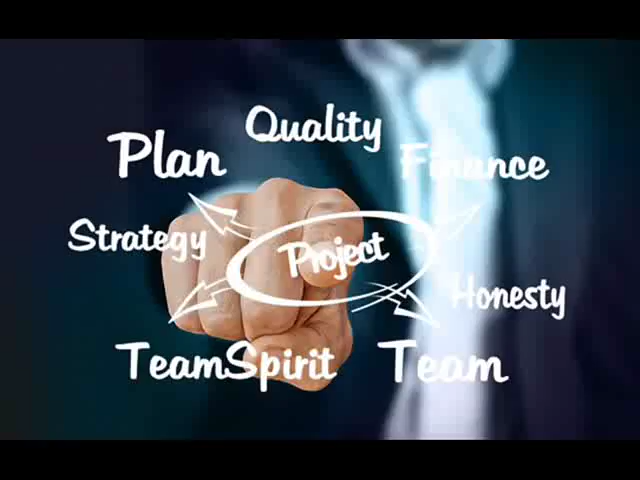 Quality
Plan
Finance
Strategy
Project
Honesty
TeamSpirit
Team